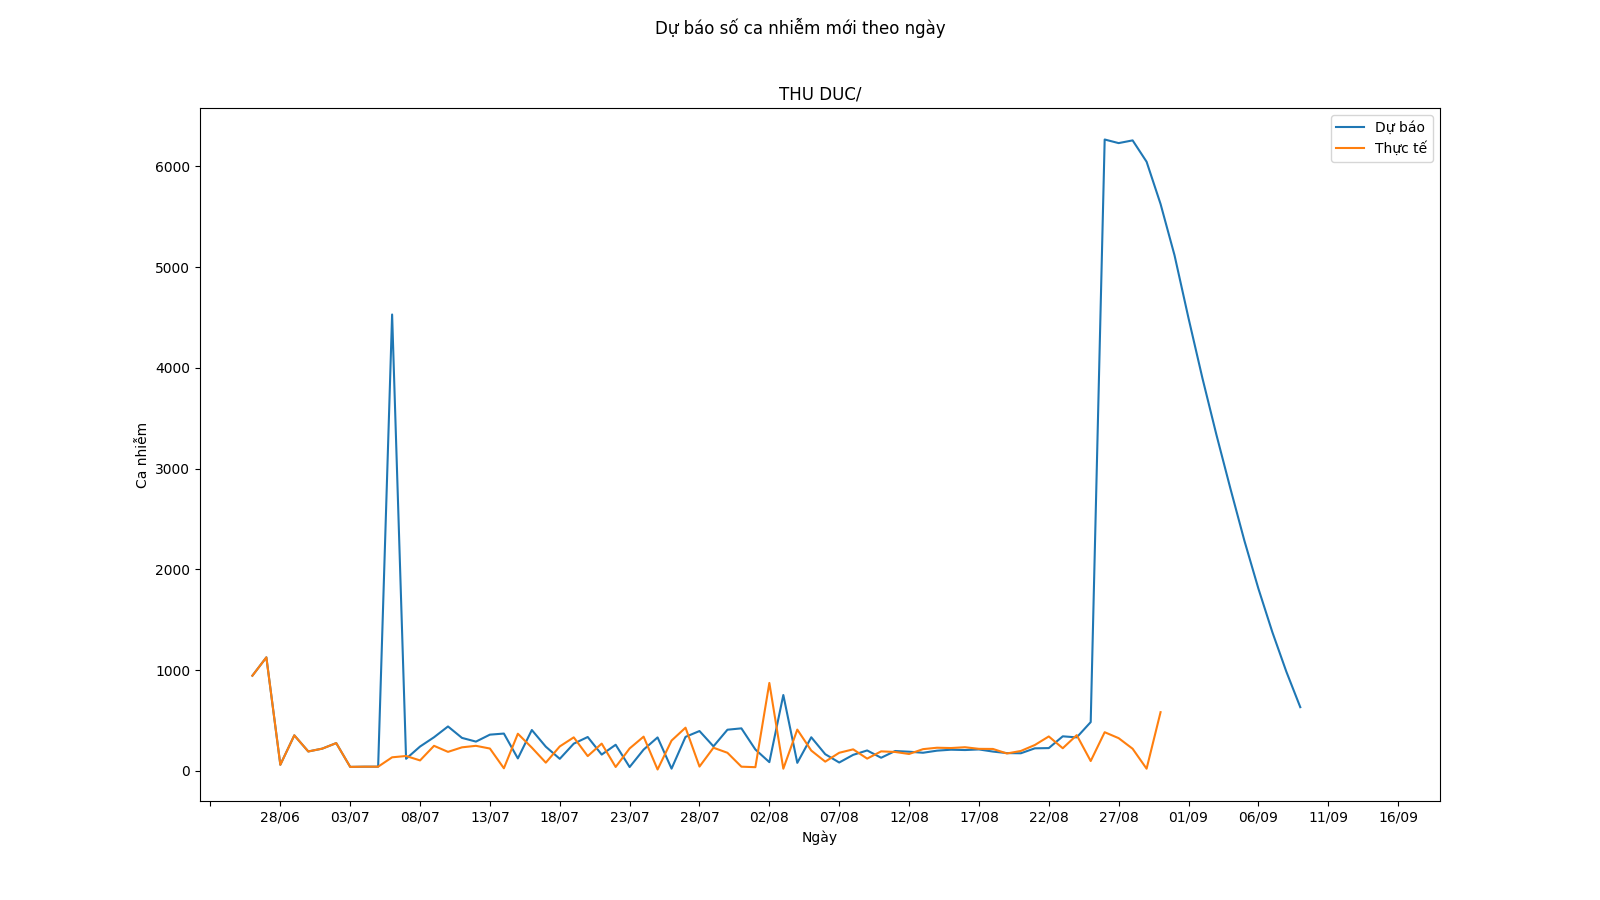 Dự báo số ca nhiễm mới theo ngày
THU DUC/
Dự báo
Thực tế
6000
5000
4000
3000
2000
1000
0
Ca nhiễm
28/06 03/07 08/07 13/07 18/07 23/07 28/07 02/08 07/08 12/08 17/08 22/08 27/08 01/09 06/09 11/09 16/09
Ngày